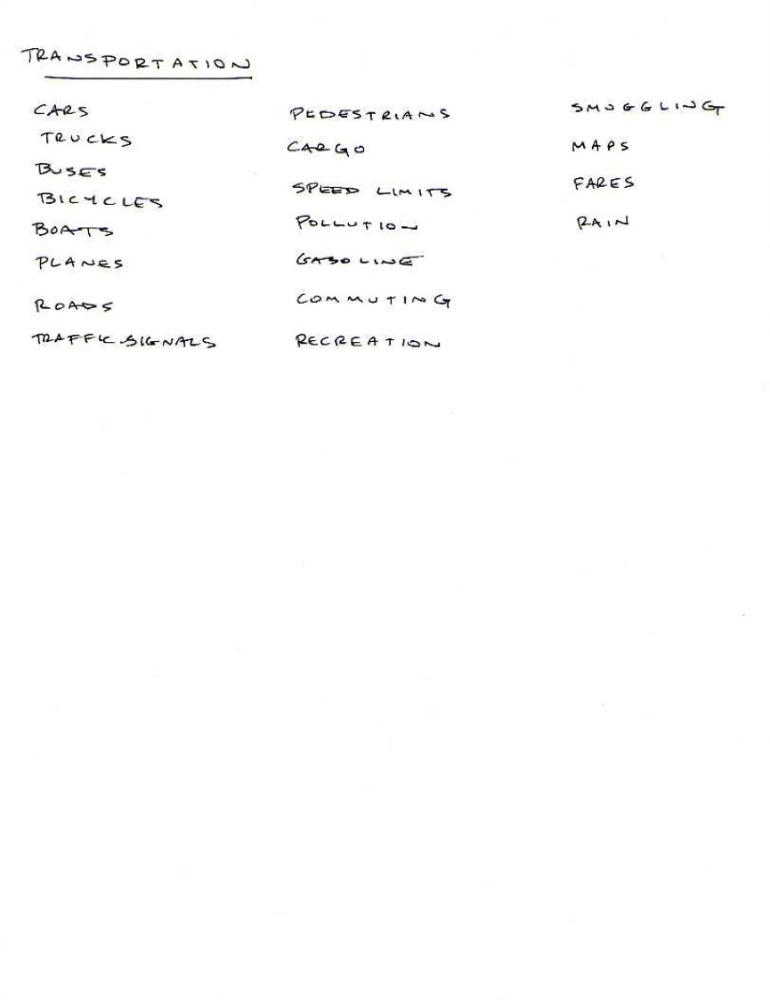 TRANSPORTATION
CARS
TRUCKS
BUSES
BICYCLES
BOATS
PLANES
ROADS
TRAFFIC SIGNALS
PEDESTRIANS
CARGO
SPEED LIMITS
POLLUTION
GASOLINE
COMMUTING
RECREATION
SMUGGLING
MAPS
FARES
RAIN